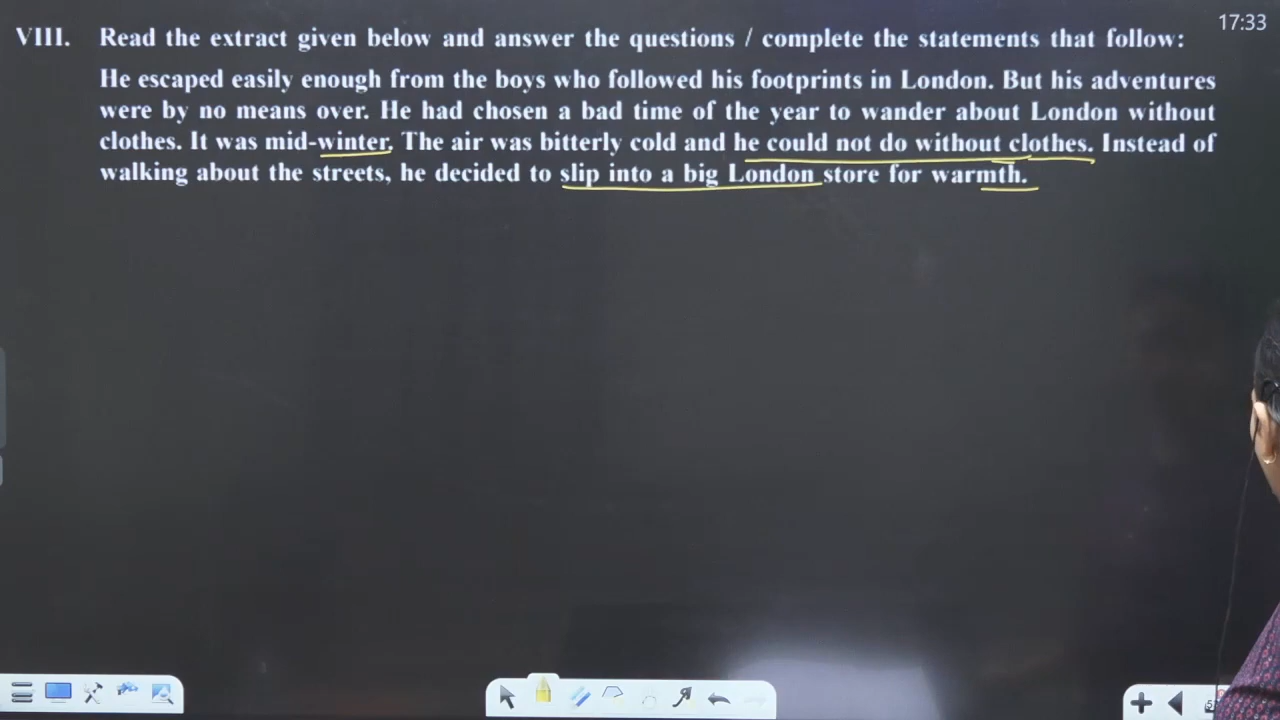 17:33
VIII. Read the extract given below and answer the questions / complete the statements that follow:
He escaped easily enough from the boys who followed his footprints in London. But his adventures
were by no means over. He had chosen a bad time of the year to wander about London without
clothes. It was mid-winter. The air was bitterly cold and he could not do without clothes. Instead of
walking about the streets, he decided to slip into a big London store for warmth.